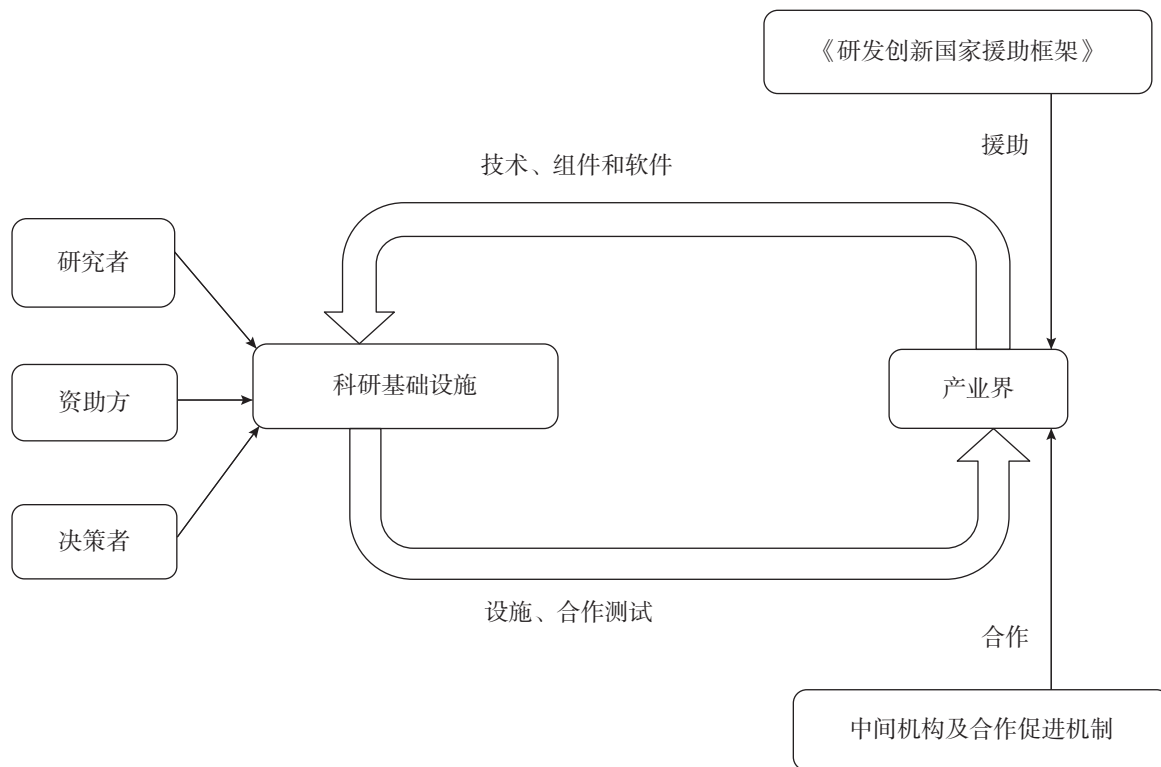 《研发创新国家援助框架》
援助
技术、组件和软件
研究者
科研基础设施
产业界
资助方
决策者
设施、合作测试
合作
中间机构及合作促进机制